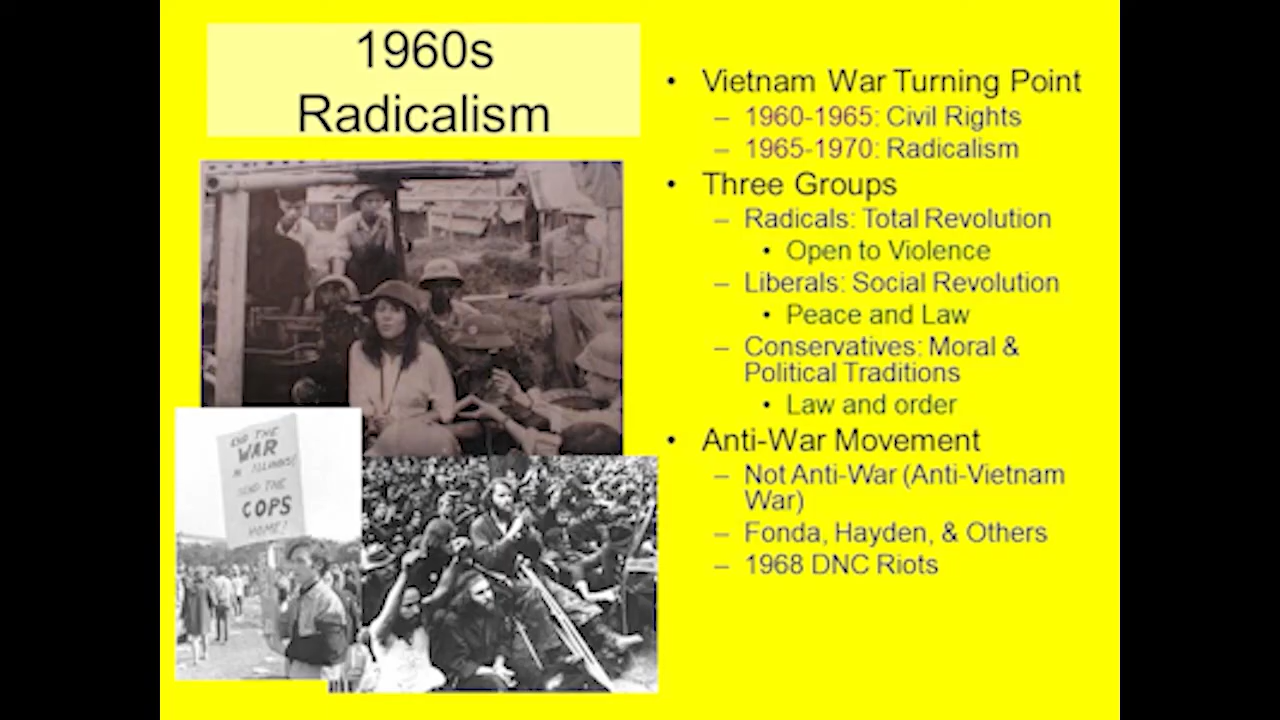 1960s
Radicalism
• Vietnam War Turning Point
– 1960-1965: Civil Rights
– 1965-1970: Radicalism
• Three Groups
– Radicals: Total Revolution
• Open to Violence
– Liberals: Social Revolution
• Peace and Law
– Conservatives: Moral &
Political Traditions
• Law and order
• Anti-War Movement
– Not Anti-War (Anti-Vietnam
War)
– Fonda, Hayden, & Others
– 1968 DNC Riots
END THE
WAR
IN ILLINOIS!
SEND THE
COPS
HOME!